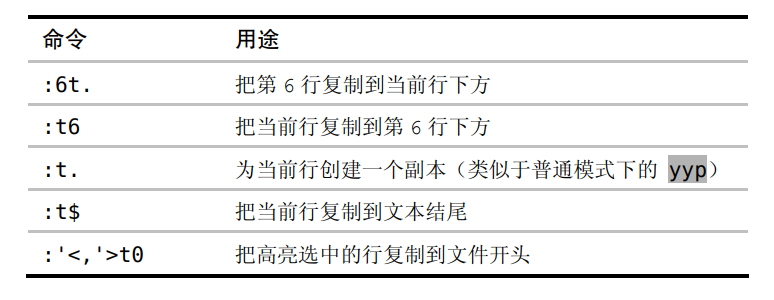 命令 用途
:6t. 把第 6 行复制到当前行下方
:t6 把当前行复制到第 6 行下方
:t. 为当前行创建一个副本（类似于普通模式下的 yyp）
:t$ 把当前行复制到文本结尾
:'<,'>t0 把高亮选中的行复制到文件开头